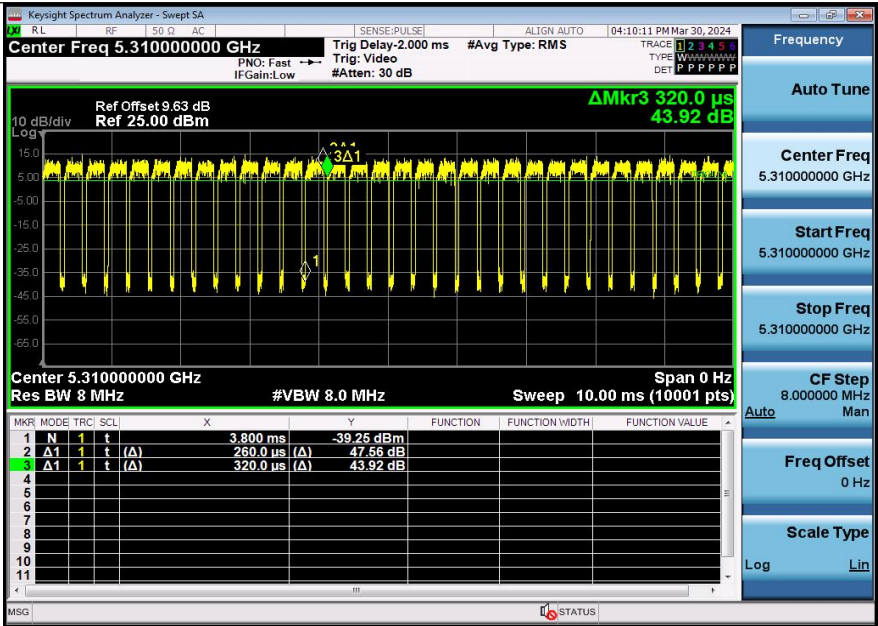 Keysight Spectrum Analyzer - Swept SA
LXI RL RF 50 Ω AC SENSE:PULSE ALIGN AUTO 04:10:11 PM Mar 30, 2024
Center Freq 5.310000000 GHz
PNO: Fast
IFGain:Low
Trig Delay-2.000 ms
Trig: Video
#Atten: 30 dB
#Avg Type: RMS
TRACE 1 2 3 4 5 6
TYPE WWWWWW
DET P P P P P P
ΔMkr3 320.0 µs
43.92 dB
Ref Offset 9.63 dB
10 dB/div Ref 25.00 dBm
Log
15.0
5.00
-5.00
-15.0
-25.0
-35.0
-45.0
-55.0
-65.0
3Δ1
1
Center 5.310000000 GHz Span 0 Hz
Res BW 8 MHz #VBW 8.0 MHz Sweep 10.00 ms (10001 pts)
MKR MODE TRC SCL X Y FUNCTION FUNCTION WIDTH FUNCTION VALUE
1 N 1 t 3.800 ms -39.25 dBm
2 Δ1 1 t (Δ) 260.0 µs (Δ) 47.56 dB
3 Δ1 1 t (Δ) 320.0 µs (Δ) 43.92 dB
4
5
6
7
8
9
10
11
MSG STATUS
Frequency
Auto Tune
Center Freq
5.310000000 GHz
Start Freq
5.310000000 GHz
Stop Freq
5.310000000 GHz
CF Step
8.000000 MHz
Auto Man
Freq Offset
0 Hz
Scale Type
Log Lin